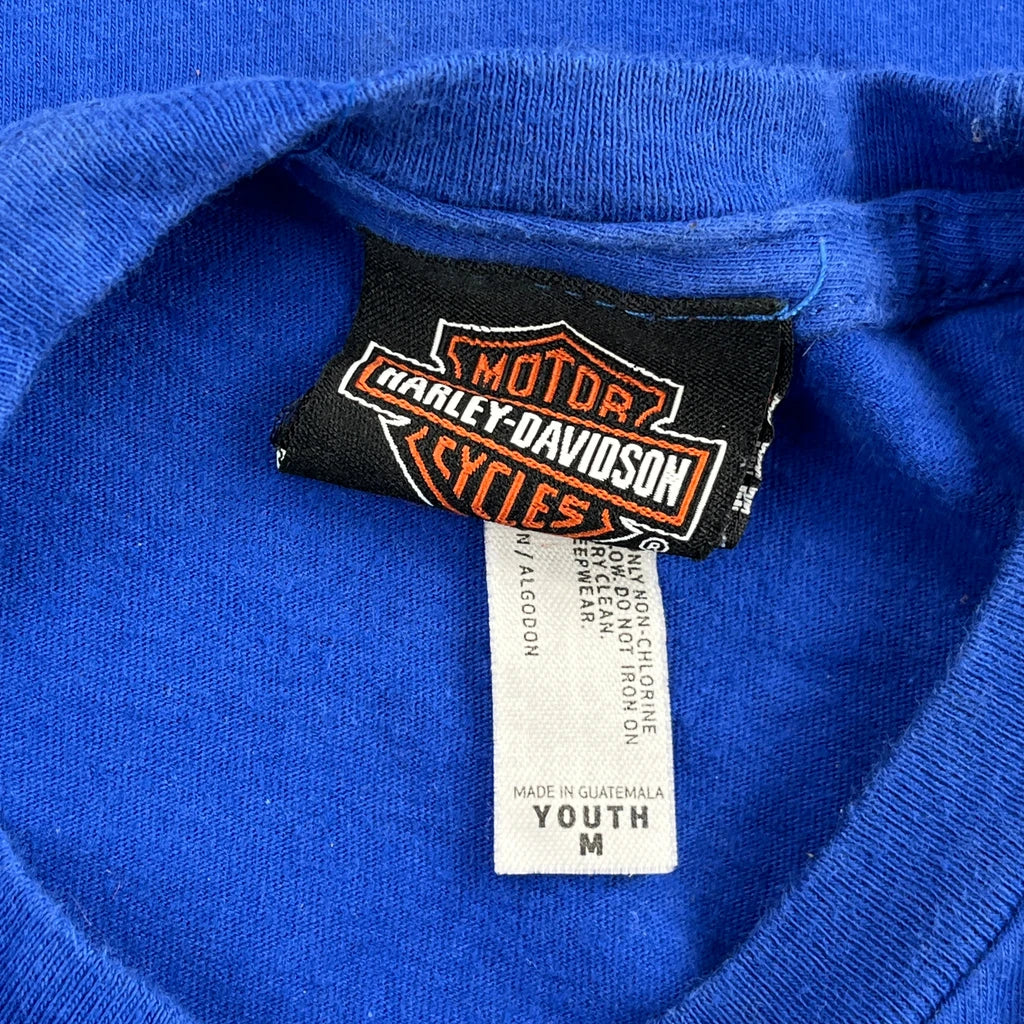 MOTOR
HARLEY-DAVIDSON
CYCLES
®
NLY NON-CHLORINE
OW. DO NOT IRON ON
RY CLEAN.
EEPWEAR.
N / ALGODON
MADE IN GUATEMALA
YOUTH
M